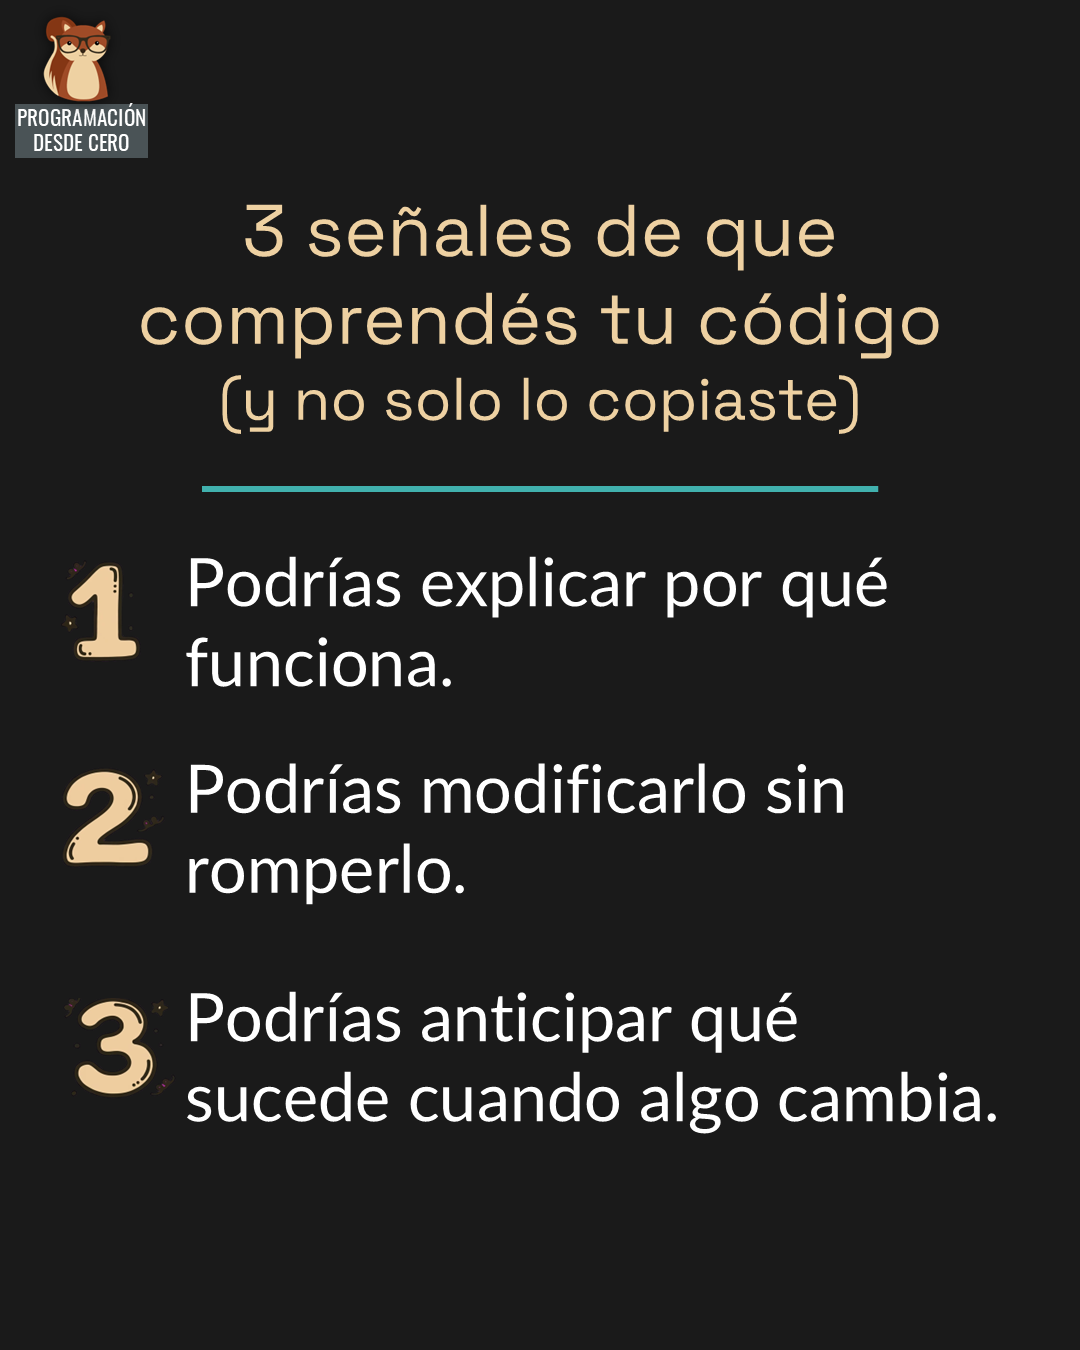 PROGRAMACIÓN
DESDE CERO
3 señales de que
comprendés tu código
(y no solo lo copiaste)
1 Podrías explicar por qué
funciona.
2 Podrías modificarlo sin
romperlo.
3 Podrías anticipar qué
sucede cuando algo cambia.